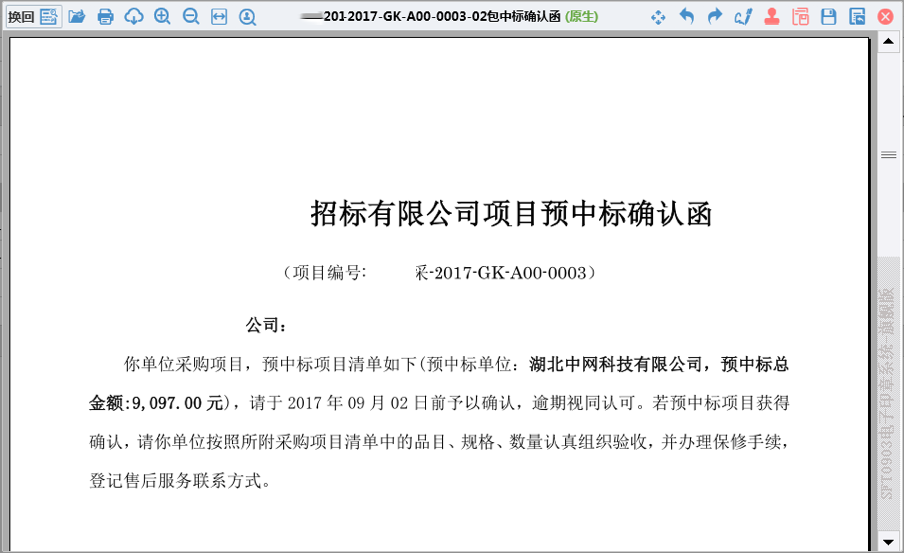 换回 201-2017-GK-A00-0003-02包中标确认函 (原生)
招标有限公司项目预中标确认函
（项目编号: 采-2017-GK-A00-0003）
公司：
你单位采购项目，预中标项目清单如下(预中标单位：湖北中网科技有限公司，预中标总
金额:9,097.00 元)，请于 2017 年 09 月 02 日前予以确认，逾期视同认可。若预中标项目获得
确认，请你单位按照所附采购项目清单中的品目、规格、数量认真组织验收，并办理保修手续，
登记售后服务联系方式。
SFT0903电子印章系统-旗舰版